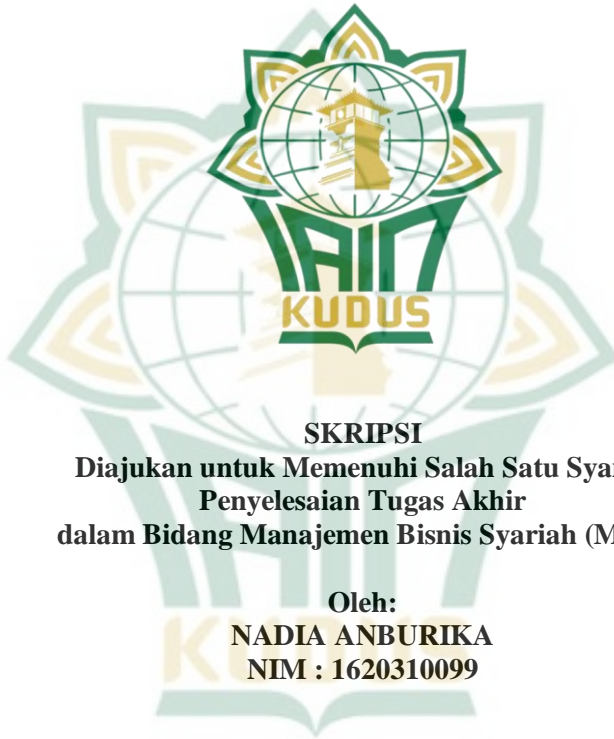 IAIN
KUDUS
SKRIPSI
Diajukan untuk Memenuhi Salah Satu
Penyelesaian Tugas Akhir
dalam Bidang Manajemen Bisnis Syariah
Oleh:
NADIA ANBURIKA
NIM : 1620310099